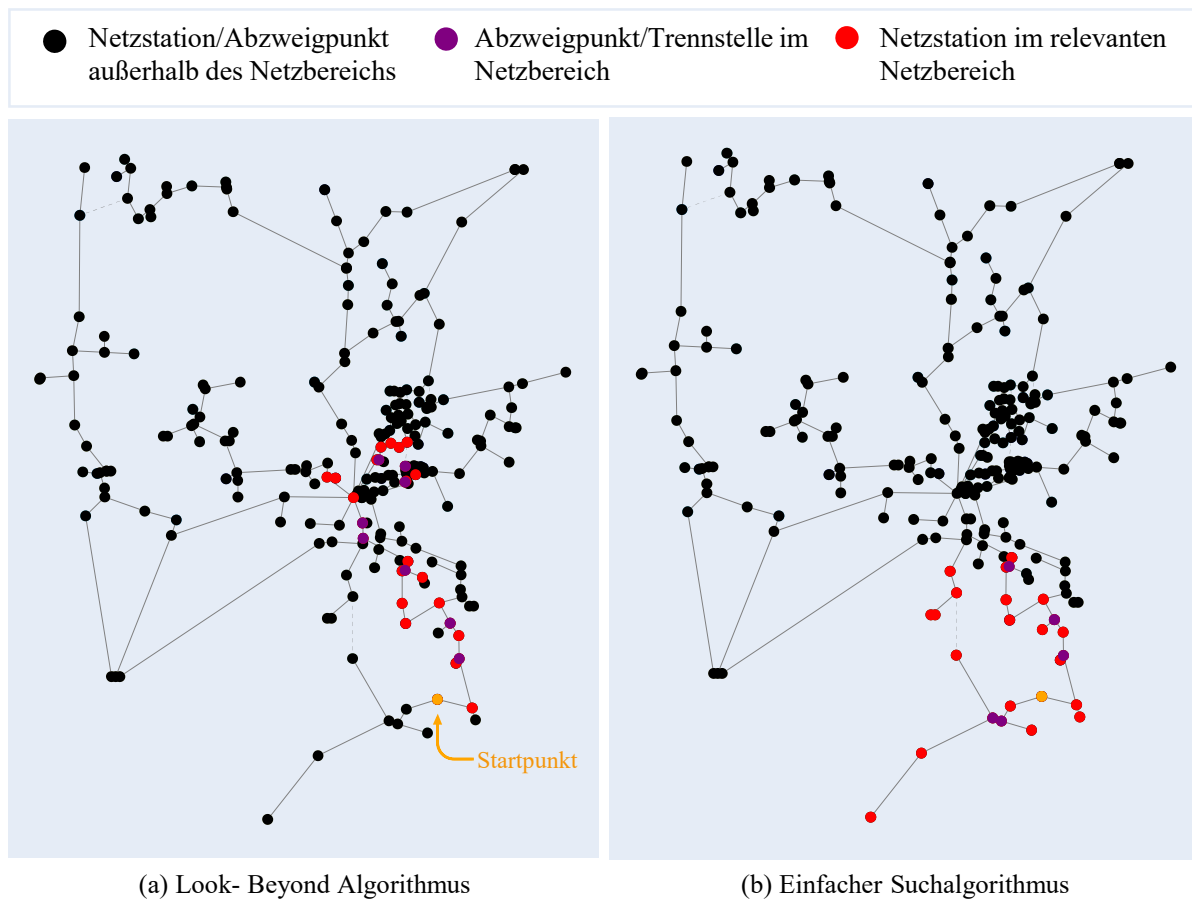 Netzstation/Abzweigpunkt
außerhalb des Netzbereichs
Abzweigpunkt/Trennstelle im
Netzbereich
Netzstation im relevanten
Netzbereich
Startpunkt
(a) Look- Beyond Algorithmus
(b) Einfacher Suchalgorithmus